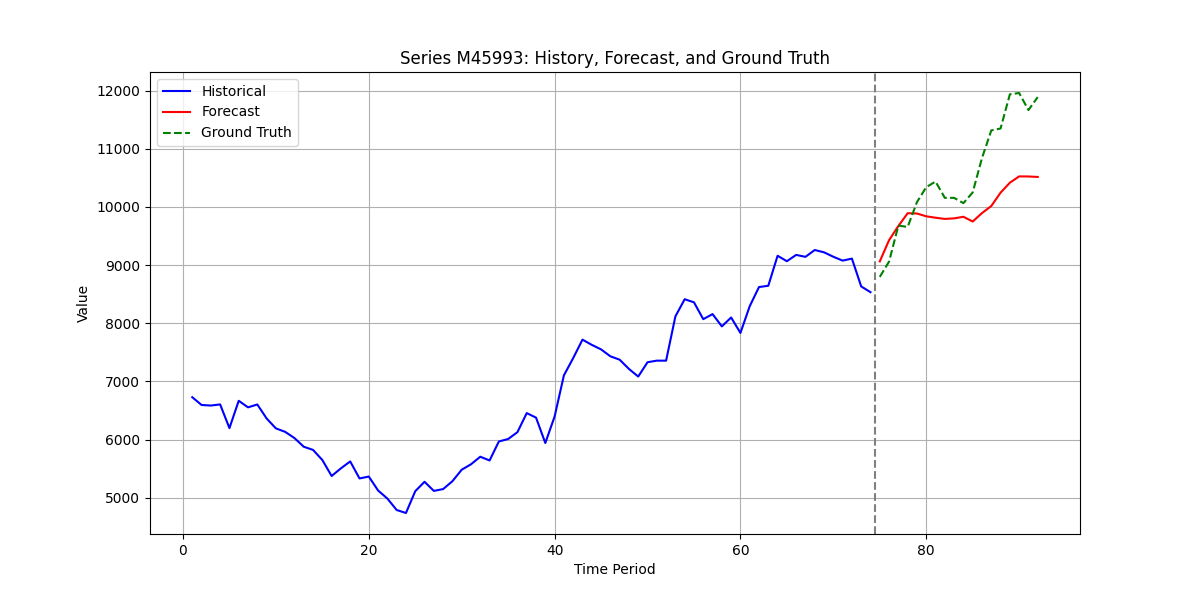 Series M45993: History, Forecast, and Ground Truth
Historical
Forecast
Ground Truth
12000
11000
10000
9000
8000
7000
6000
5000
Value
0
20
40
60
80
Time Period